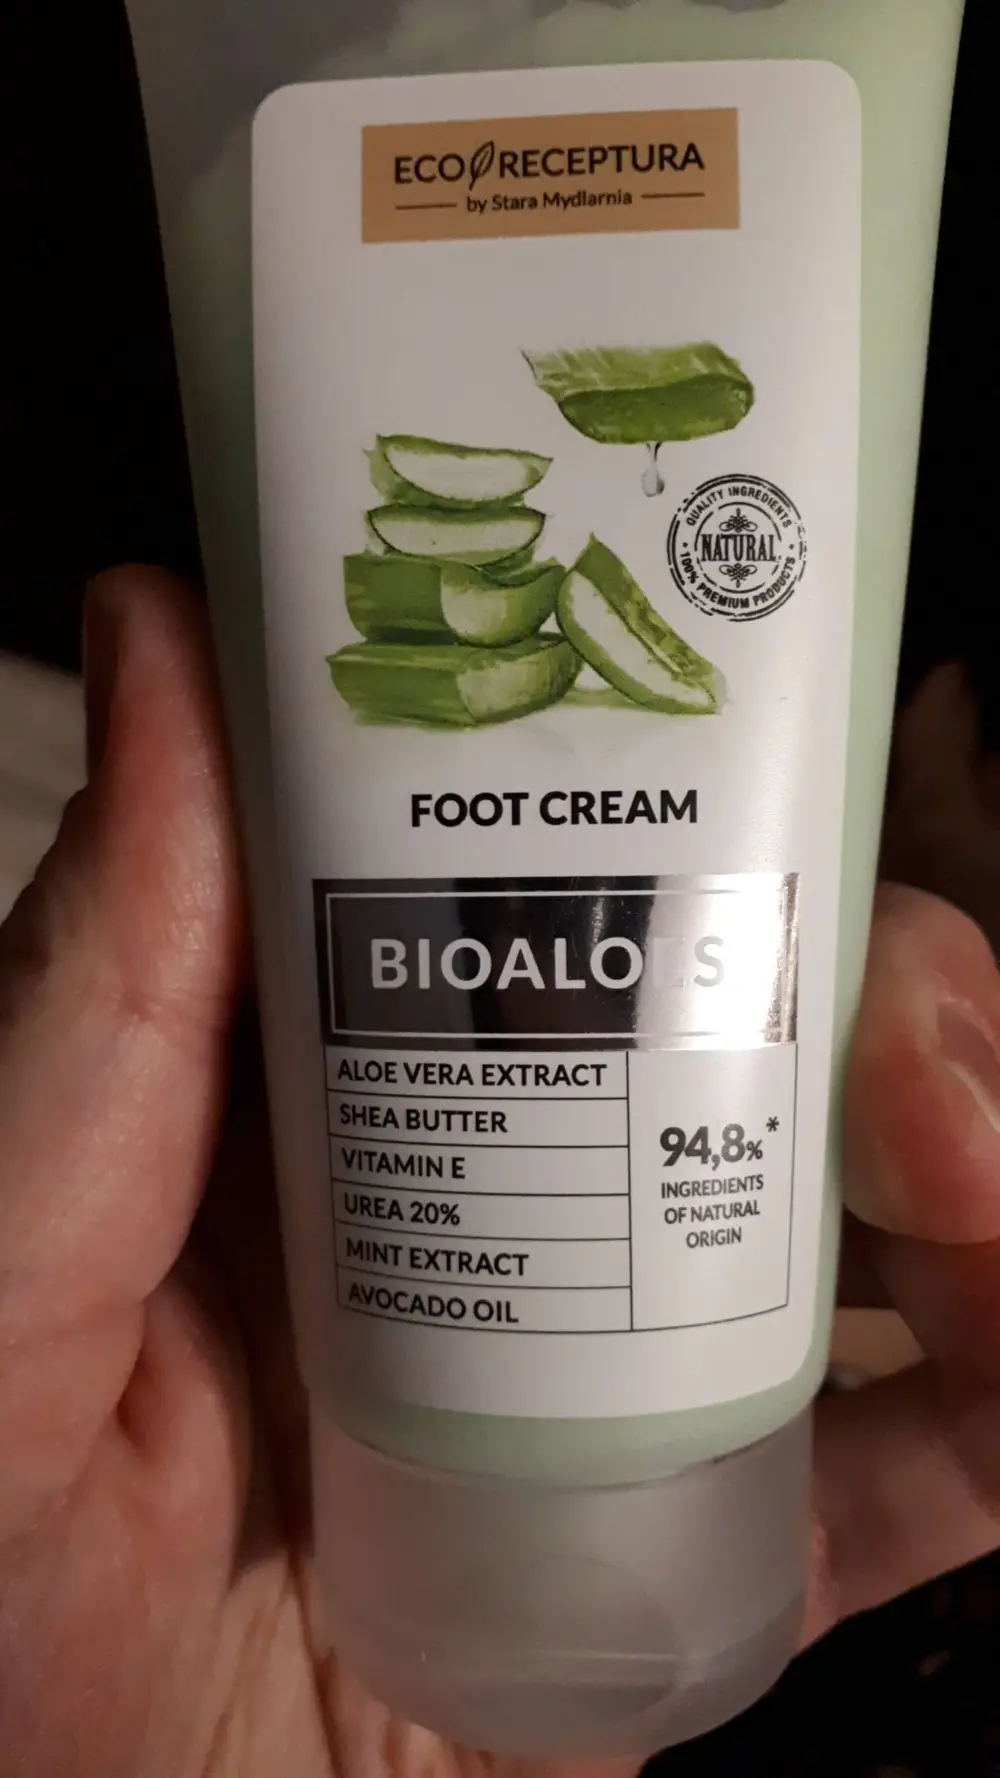 ECO RECEPTURA
by Stara Mydlarnia
QUALITY INGREDIENTS
NATURAL
100% PREMIUM PRODUCTS
FOOT CREAM
BIOALOES
ALOE VERA EXTRACT
SHEA BUTTER
VITAMIN E
UREA 20%
MINT EXTRACT
AVOCADO OIL
94,8%*
INGREDIENTS
OF NATURAL
ORIGIN